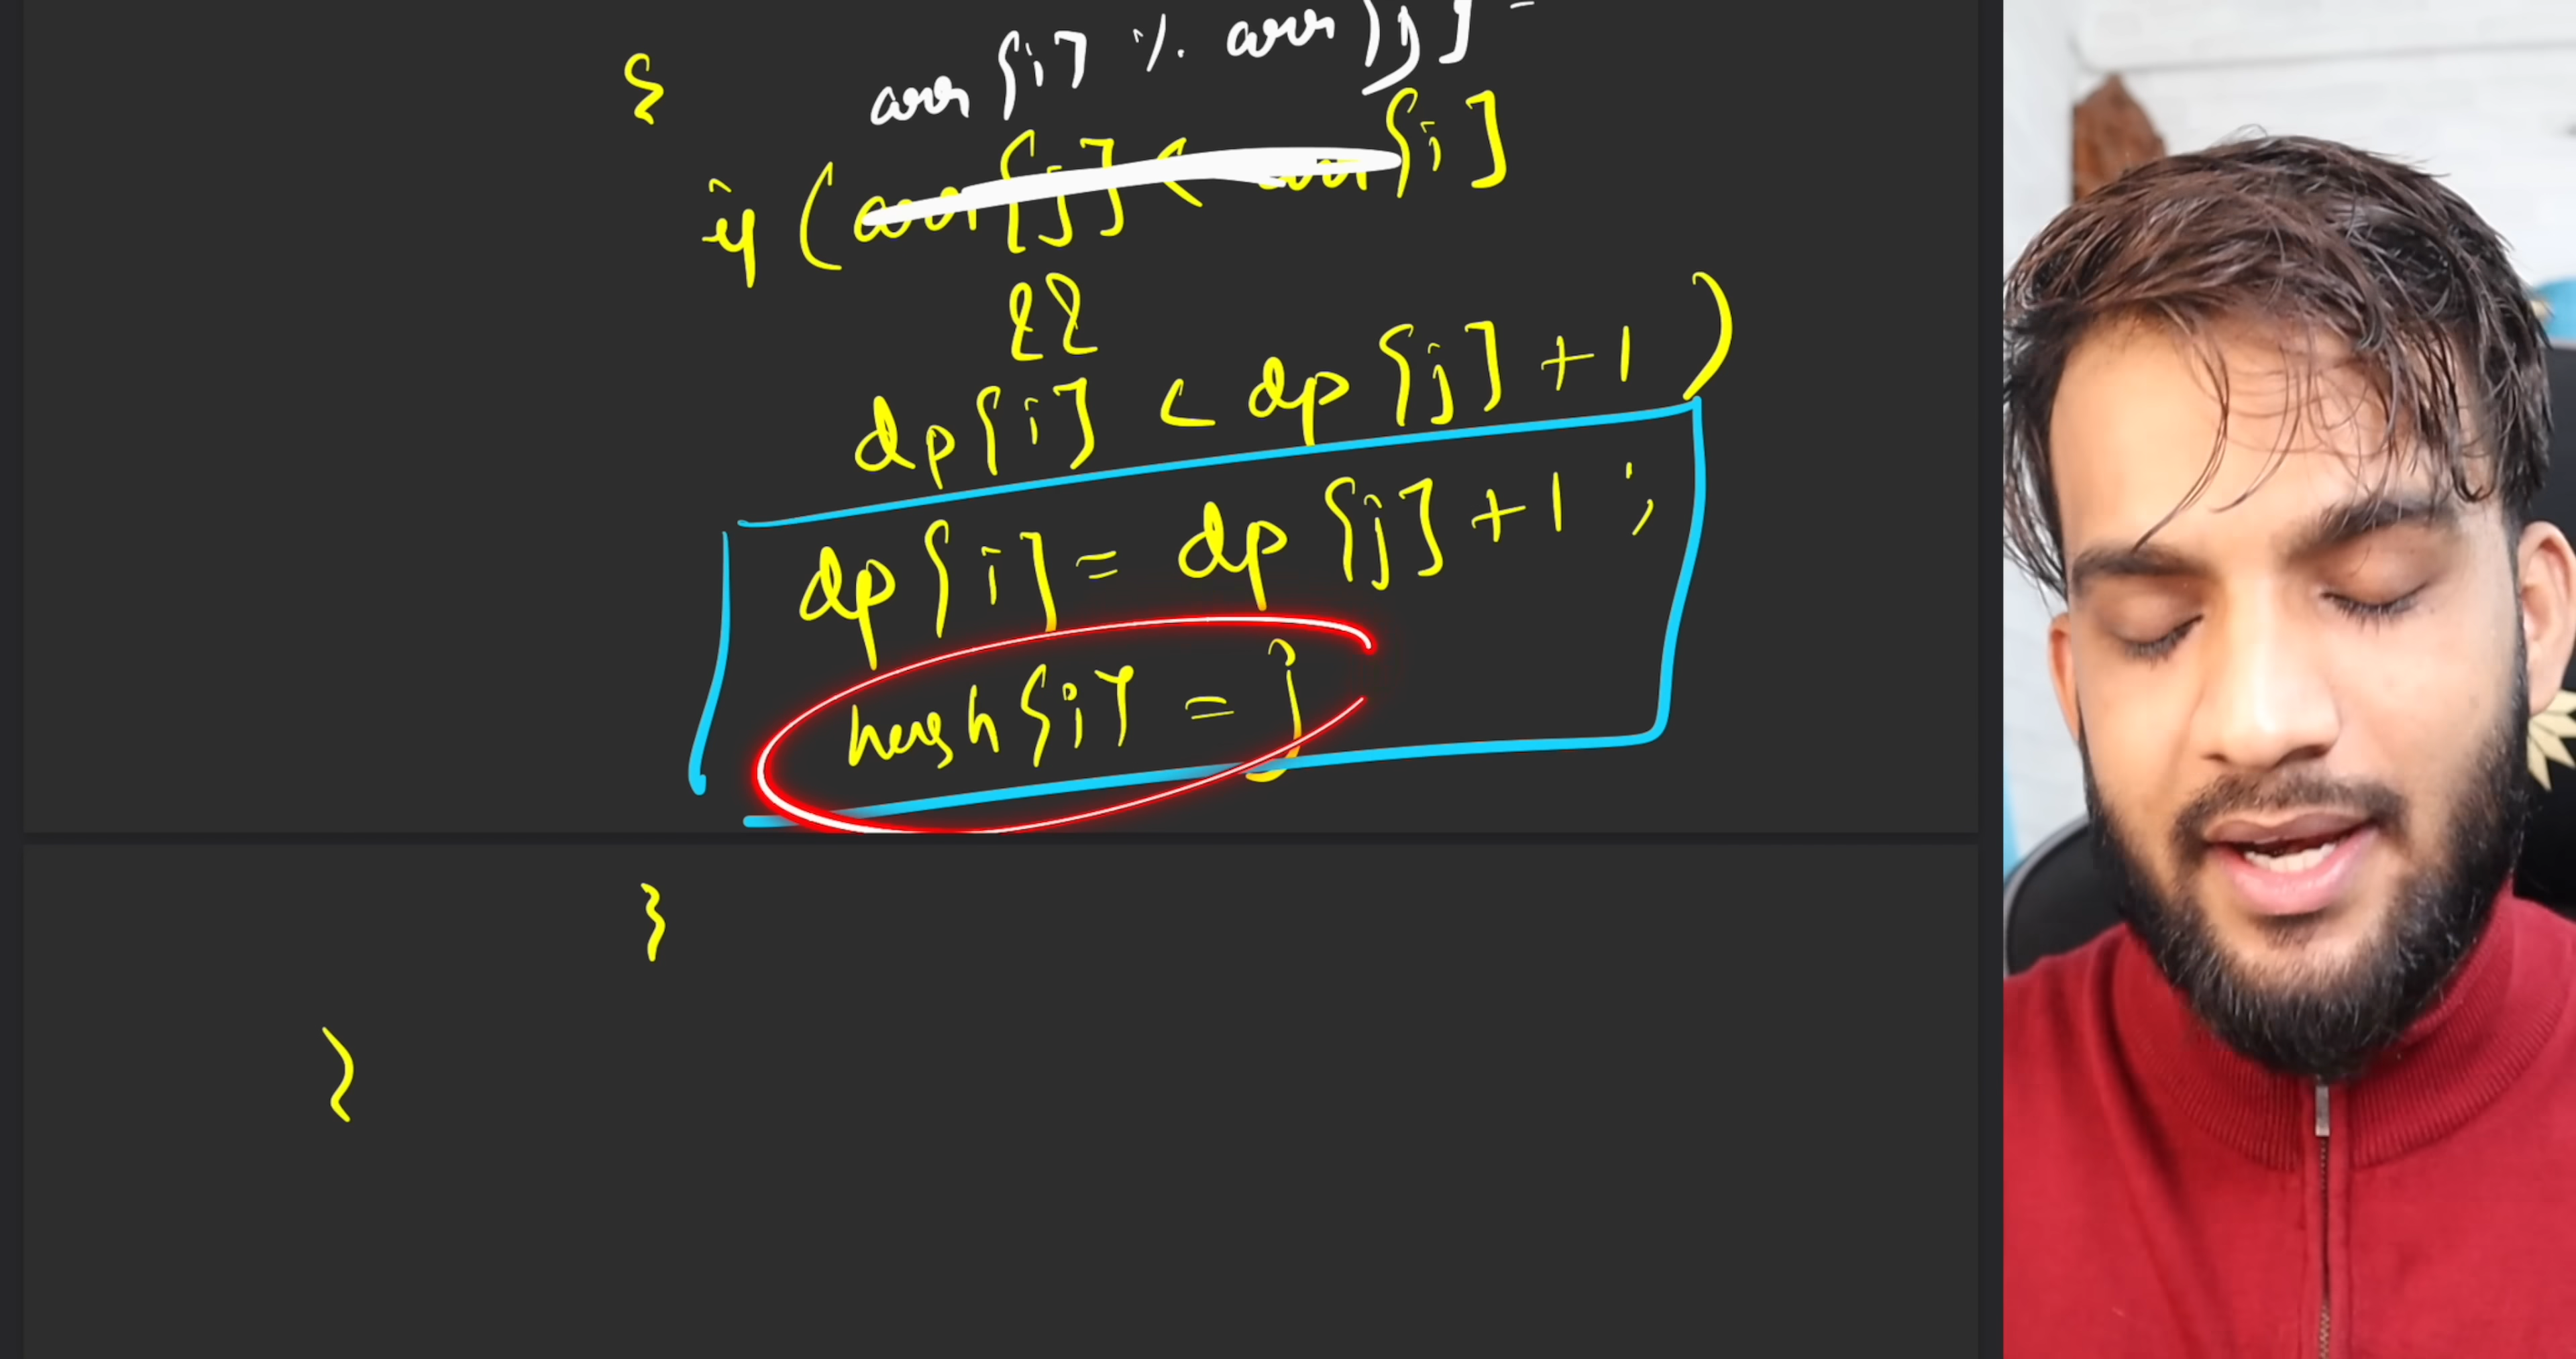 {
arr[i] % arr[j] =
if (arr[j] < arr[i]
&&
dp[i] < dp[j] + 1)
dp[i] = dp[j] + 1;
hash[i] = j
}
}